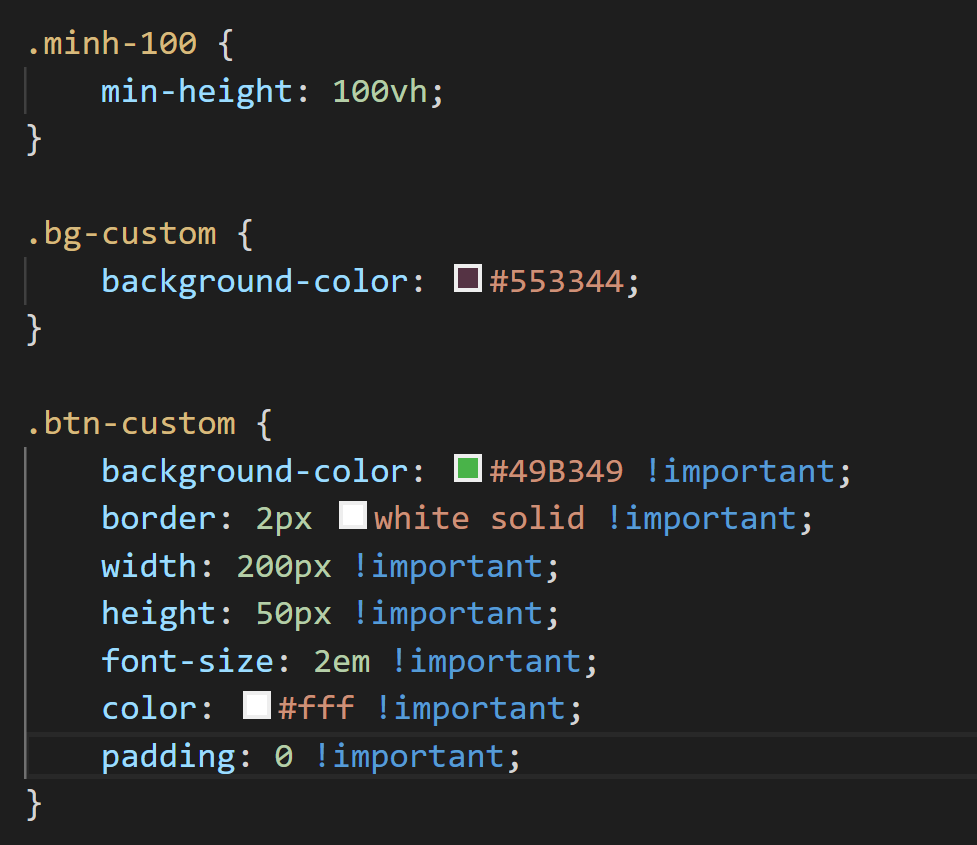 .minh-100 {
    min-height: 100vh;
}
.bg-custom {
    background-color: #553344;
}
.btn-custom {
    background-color: #49B349 !important;
    border: 2px white solid !important;
    width: 200px !important;
    height: 50px !important;
    font-size: 2em !important;
    color: #fff !important;
    padding: 0 !important;
}